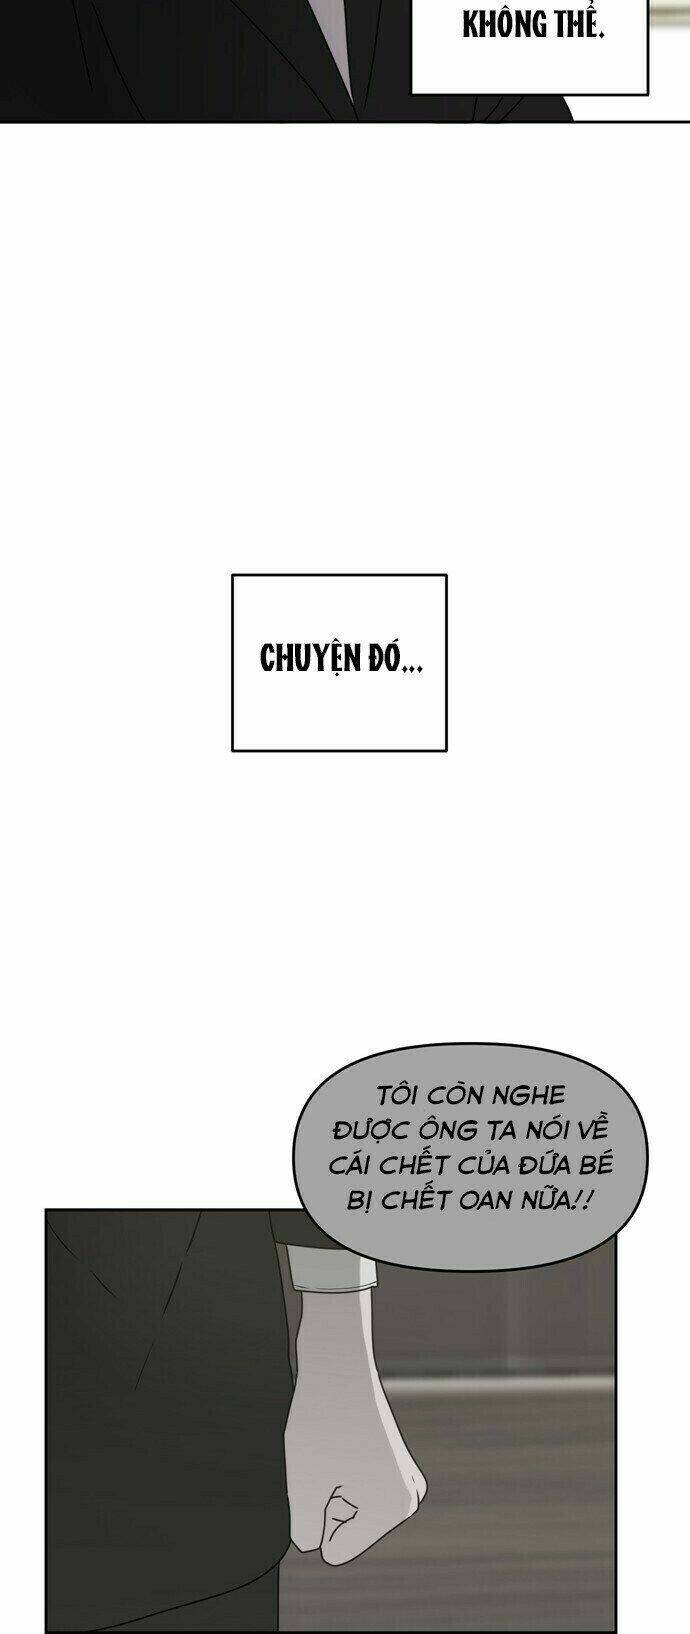 KHÔNG THỂ.
CHUYỆN ĐÓ...
TÔI CÒN NGHE
ĐƯỢC ÔNG TA NÓI VỀ
CÁI CHẾT CỦA ĐỨA BÉ
BỊ CHẾT OAN NỮA!!